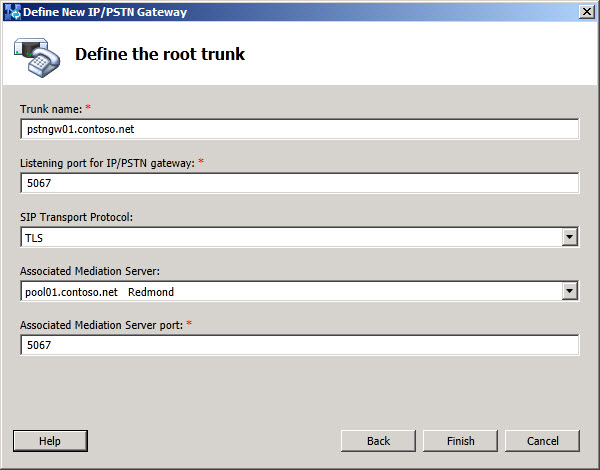 Define New IP/PSTN Gateway
Define the root trunk
Trunk name: *
pstngw01.contoso.net
Listening port for IP/PSTN gateway: *
5067
SIP Transport Protocol:
TLS
Associated Mediation Server:
pool01.contoso.net Redmond
Associated Mediation Server port: *
5067
Help Back Finish Cancel